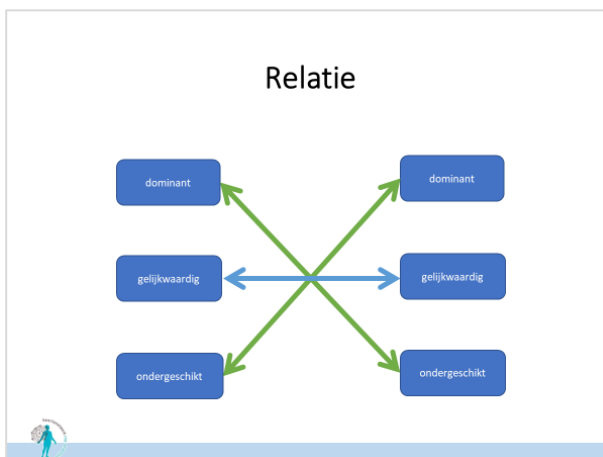 Relatie
dominant
dominant
gelijkwaardig
gelijkwaardig
ondergeschikt
ondergeschikt